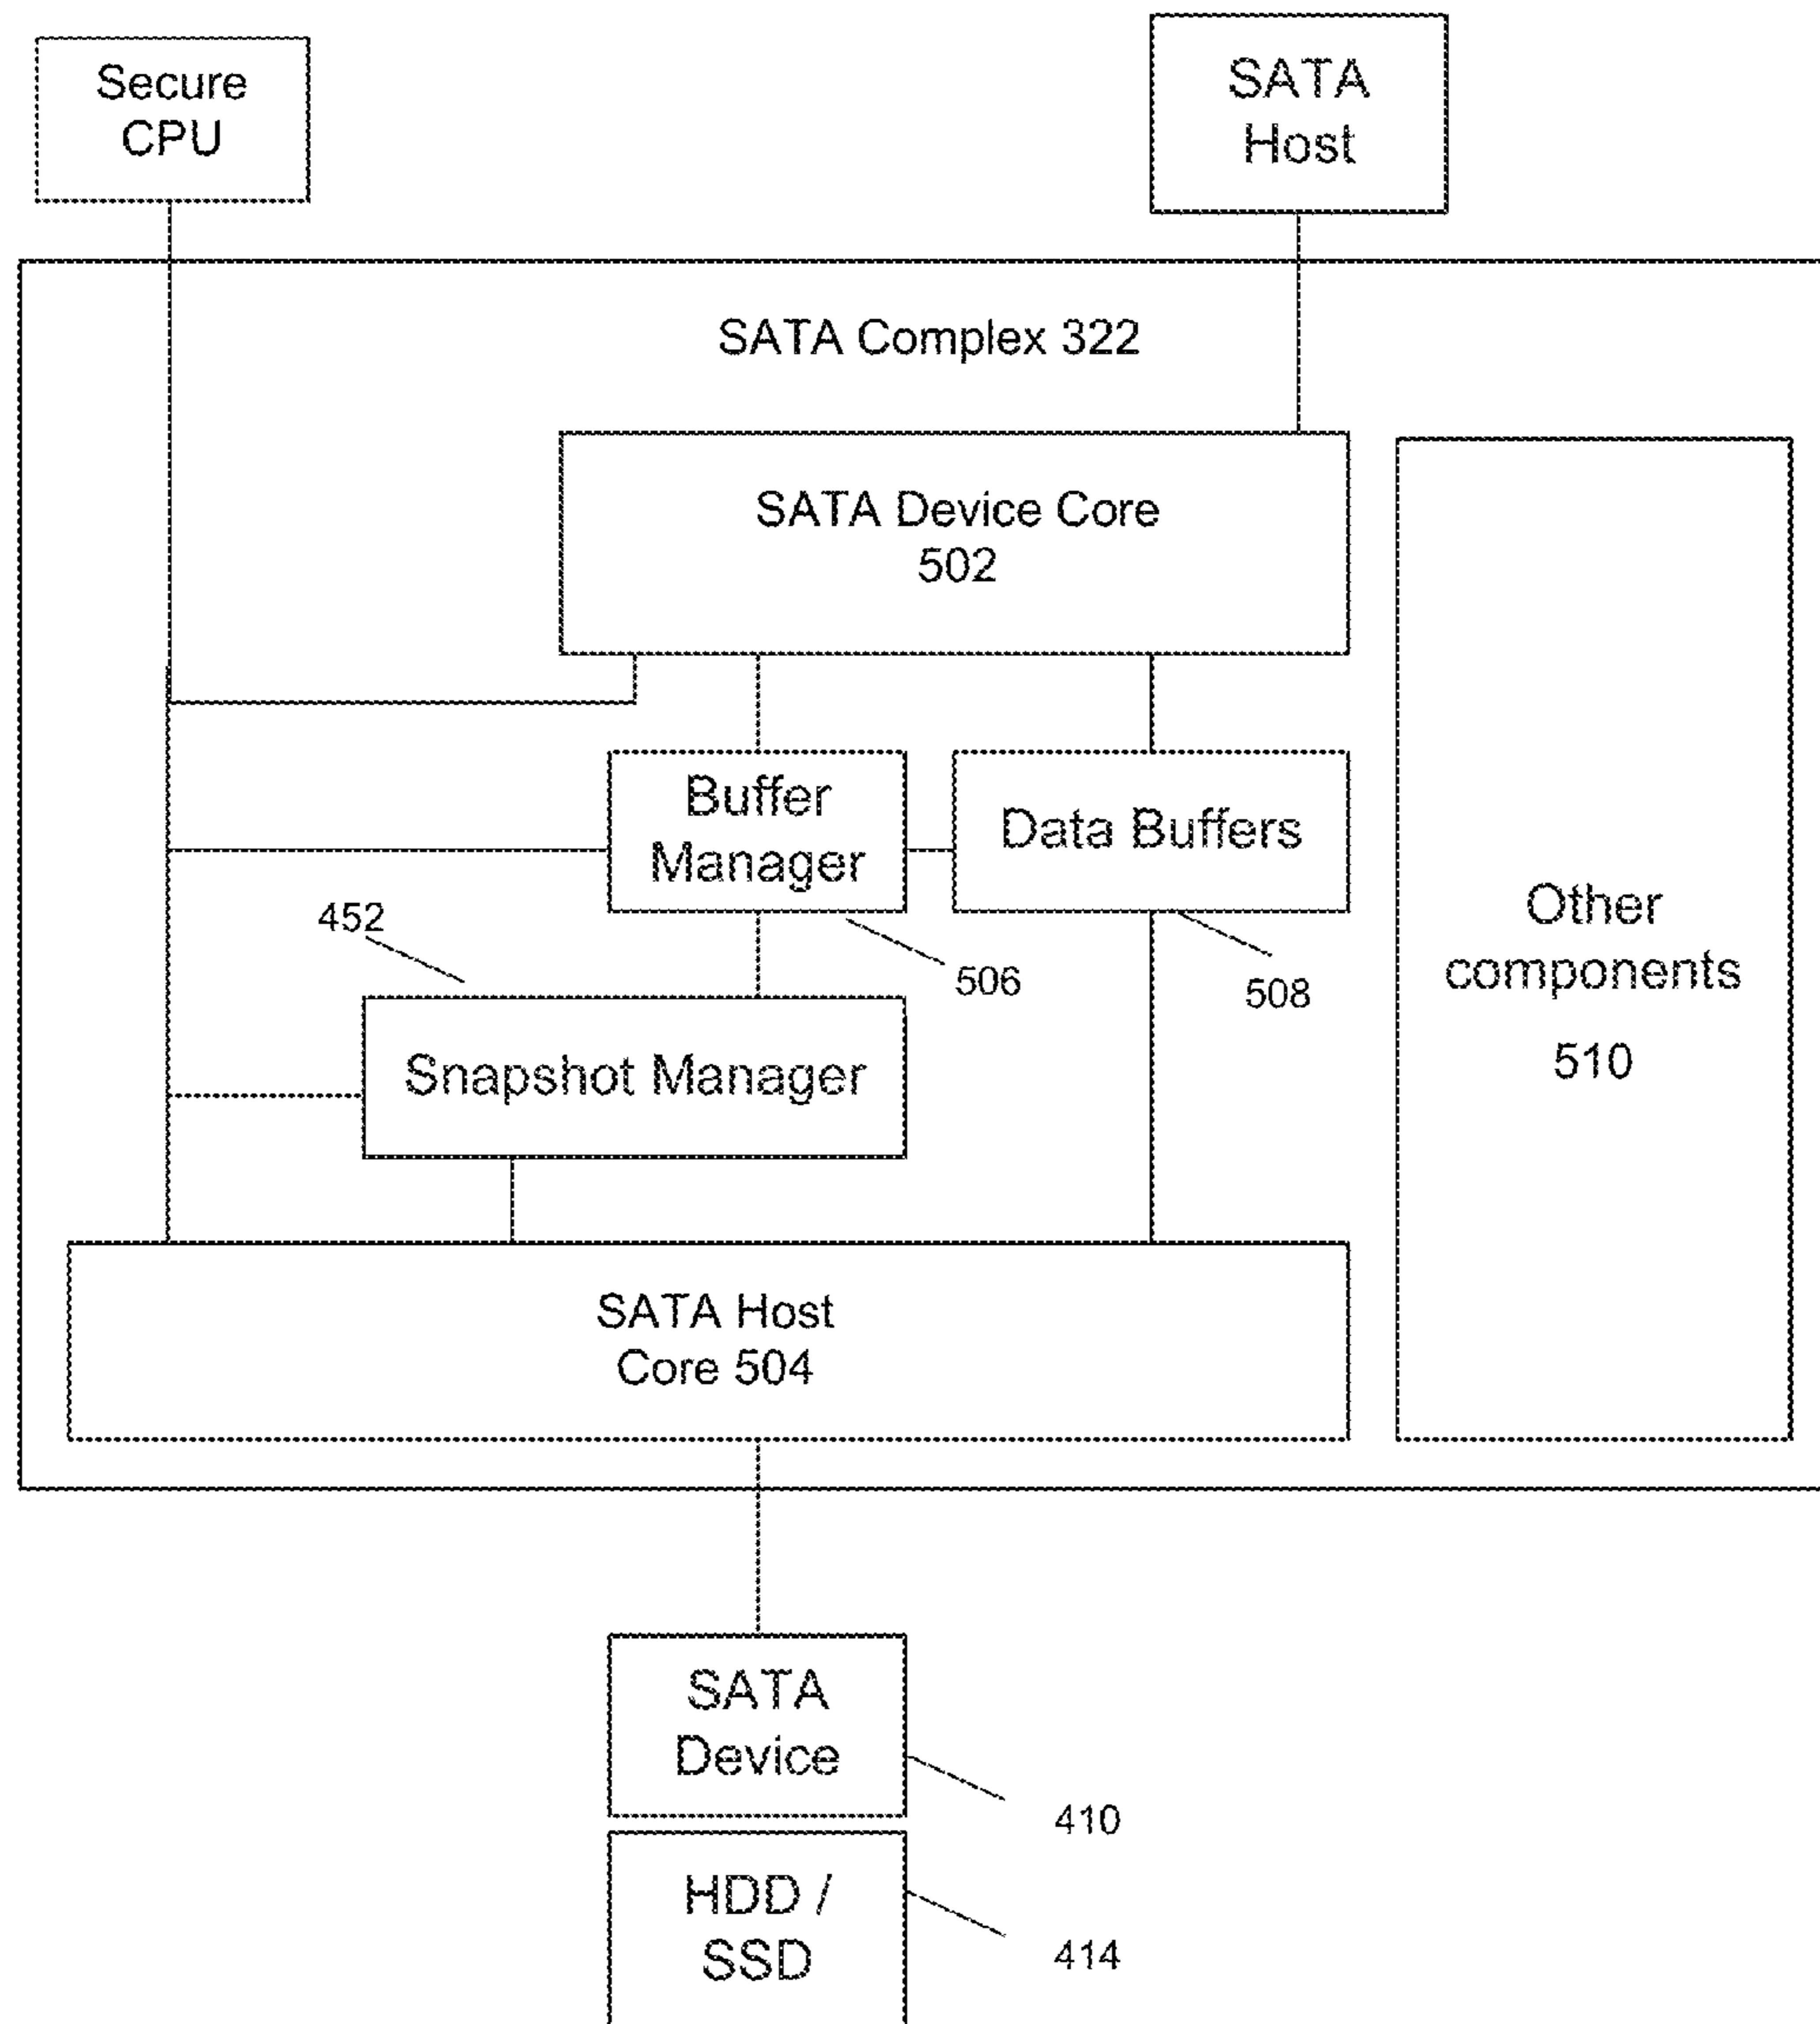 Secure
CPU
SATA
Host
SATA Complex 322
SATA Device Core
502
Buffer
Manager
Data Buffers
452
506
508
Other
components
510
Snapshot Manager
SATA Host
Core 504
SATA
Device
410
HDD /
SSD
414